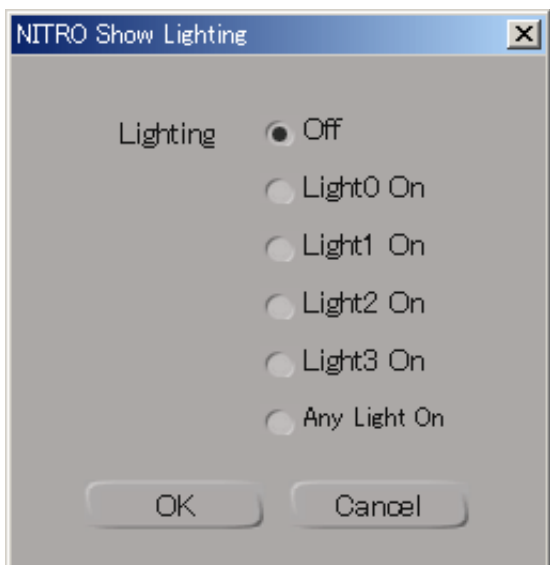 NITRO Show Lighting
Lighting Off
Light0 On
Light1 On
Light2 On
Light3 On
Any Light On
OK Cancel